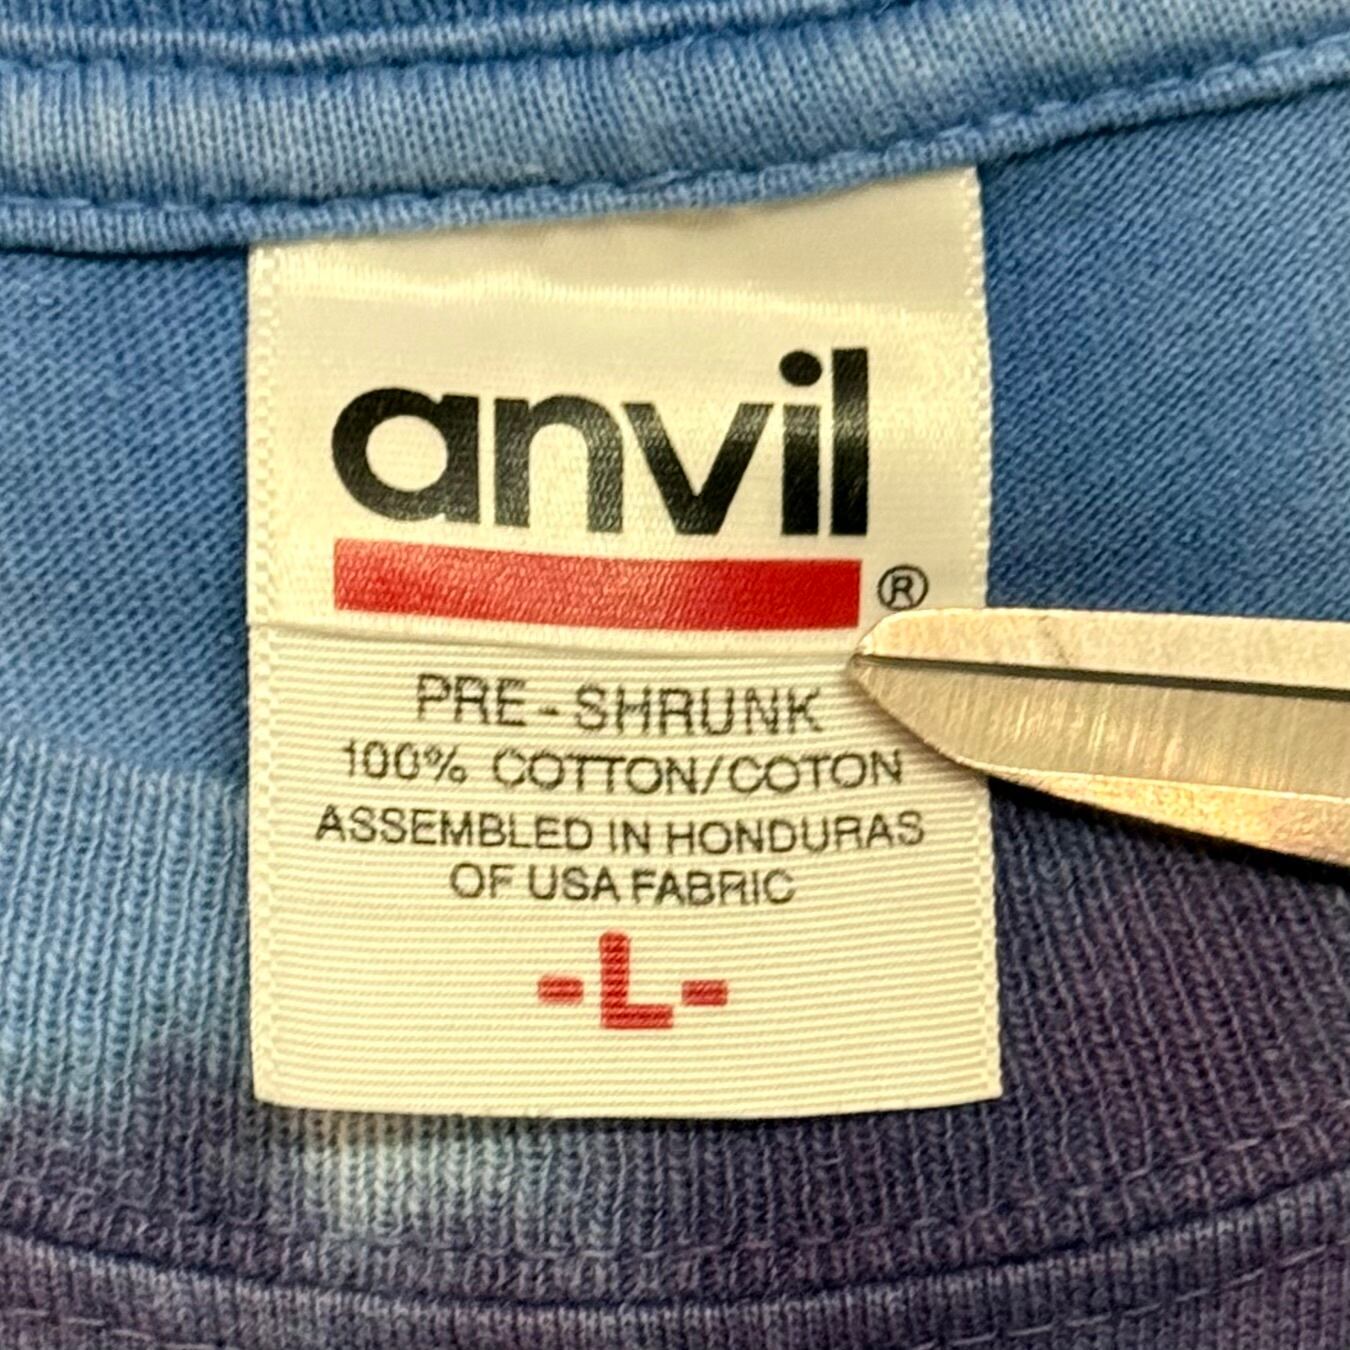 anvil
®
PRE-SHRUNK
100% COTTON/COTON
ASSEMBLED IN HONDURAS
OF USA FABRIC
-L-